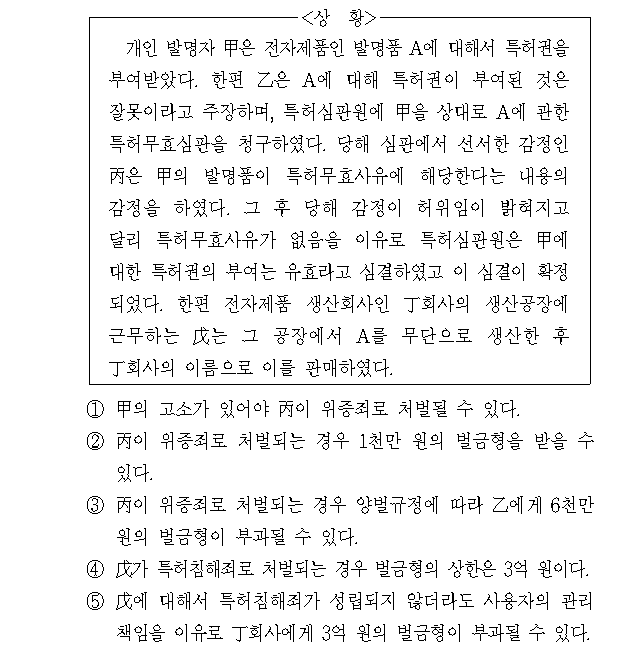 <상 황>
개인 발명자 甲은 전자제품인 발명품 A에 대해서 특허권을
부여받았다. 한편 乙은 A에 대해 특허권이 부여된 것은
잘못이라고 주장하며, 특허심판원에 甲을 상대로 A에 관한
특허무효심판을 청구하였다. 당해 심판에서 선서한 감정인
丙은 甲의 발명품이 특허무효사유에 해당한다는 내용의
감정을 하였다. 그 후 당해 감정이 허위임이 밝혀지고
달리 특허무효사유가 없음을 이유로 특허심판원은 甲에
대한 특허권의 부여는 유효라고 심결하였고 이 심결이 확정
되었다. 한편 전자제품 생산회사인 丁회사의 생산공장에
근무하는 戊는 그 공장에서 A를 무단으로 생산한 후
丁회사의 이름으로 이를 판매하였다.
① 甲의 고소가 있어야 丙이 위증죄로 처벌될 수 있다.
② 丙이 위증죄로 처벌되는 경우 1천만 원의 벌금형을 받을 수
있다.
③ 丙이 위증죄로 처벌되는 경우 양벌규정에 따라 乙에게 6천만
원의 벌금형이 부과될 수 있다.
④ 戊가 특허침해죄로 처벌되는 경우 벌금형의 상한은 3억 원이다.
⑤ 戊에 대해서 특허침해죄가 성립되지 않더라도 사용자의 관리
책임을 이유로 丁회사에게 3억 원의 벌금형이 부과될 수 있다.